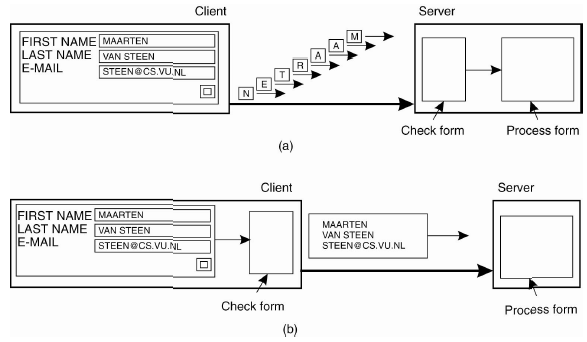 Client
Server
FIRST NAME MAARTEN
LAST NAME VAN STEEN
E-MAIL STEEN@CS.VU.NL
N E T R A A M
Check form
Process form
(a)
Client
Server
FIRST NAME MAARTEN
LAST NAME VAN STEEN
E-MAIL STEEN@CS.VU.NL
MAARTEN
VAN STEEN
STEEN@CS.VU.NL
Check form
Process form
(b)